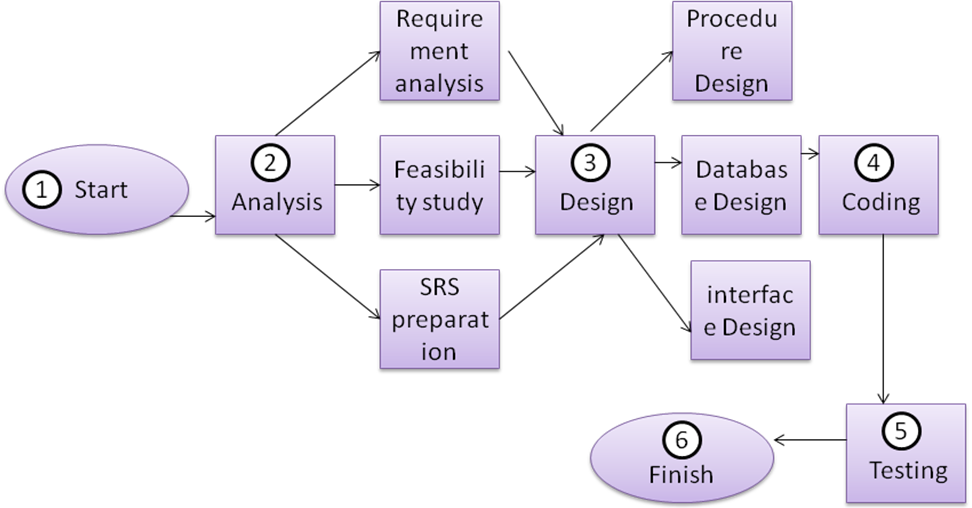 Require
ment
analysis
Procedu
re
Design
1 Start
2
Analysis
Feasibili
ty study
3
Design
Databas
e Design
4
Coding
SRS
preparat
ion
interfac
e Design
5
Testing
6
Finish